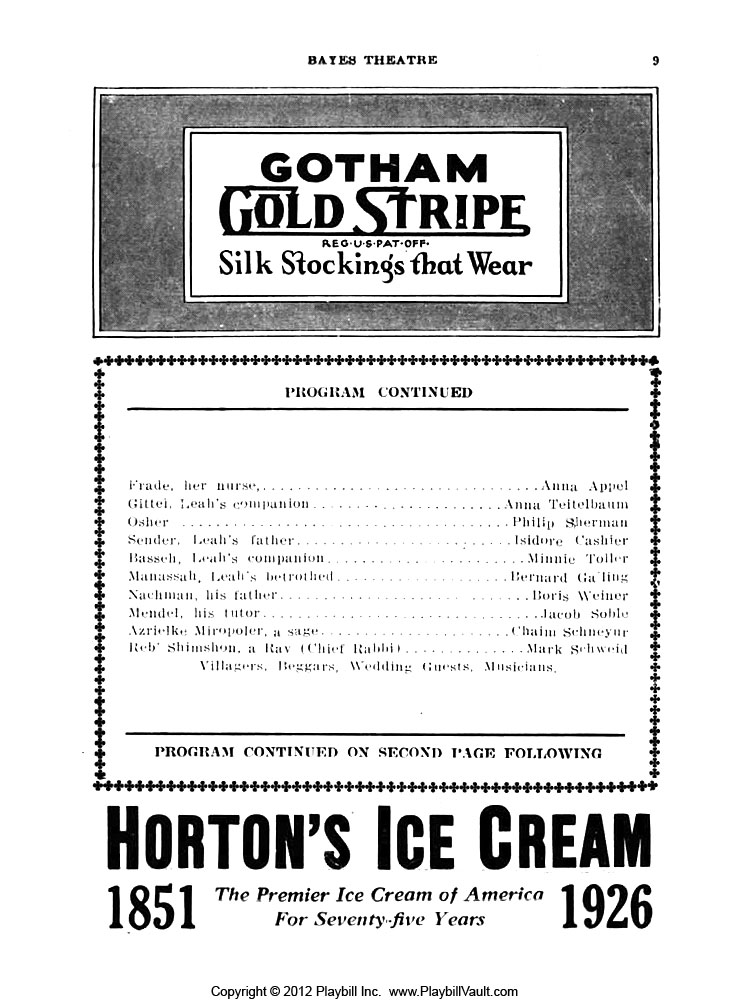 BAYES THEATRE 9
GOTHAM
GOLD STRIPE
REG·U·S·PAT·OFF·
Silk Stockings that Wear
PROGRAM CONTINUED
Frade, her nurse,..............................Anna Appel
Gittel, Leah's companion.....................Anna Teitelbaum
Osher ....................................Philip Sherman
Sender, Leah's father.........................Isidore Cashier
Basseh, Leah's companion.......................Minnie Toller
Manassah, Leah's betrothed....................Bernard Ga ling
Nachman, his father.............................Boris Weiner
Mendel, his tutor................................Jacob Soble
Azrielke Miropoler, a sage......................Chaim Schneyur
Reb' Shimshon, a Rav (Chief Rabbi)..............Mark Schweid
Villagers, Beggars, Wedding Guests, Musicians.
PROGRAM CONTINUED ON SECOND PAGE FOLLOWING
HORTON'S ICE CREAM
1851 The Premier Ice Cream of America 1926
For Seventy-five Years
Copyright © 2012 Playbill Inc. www.PlaybillVault.com